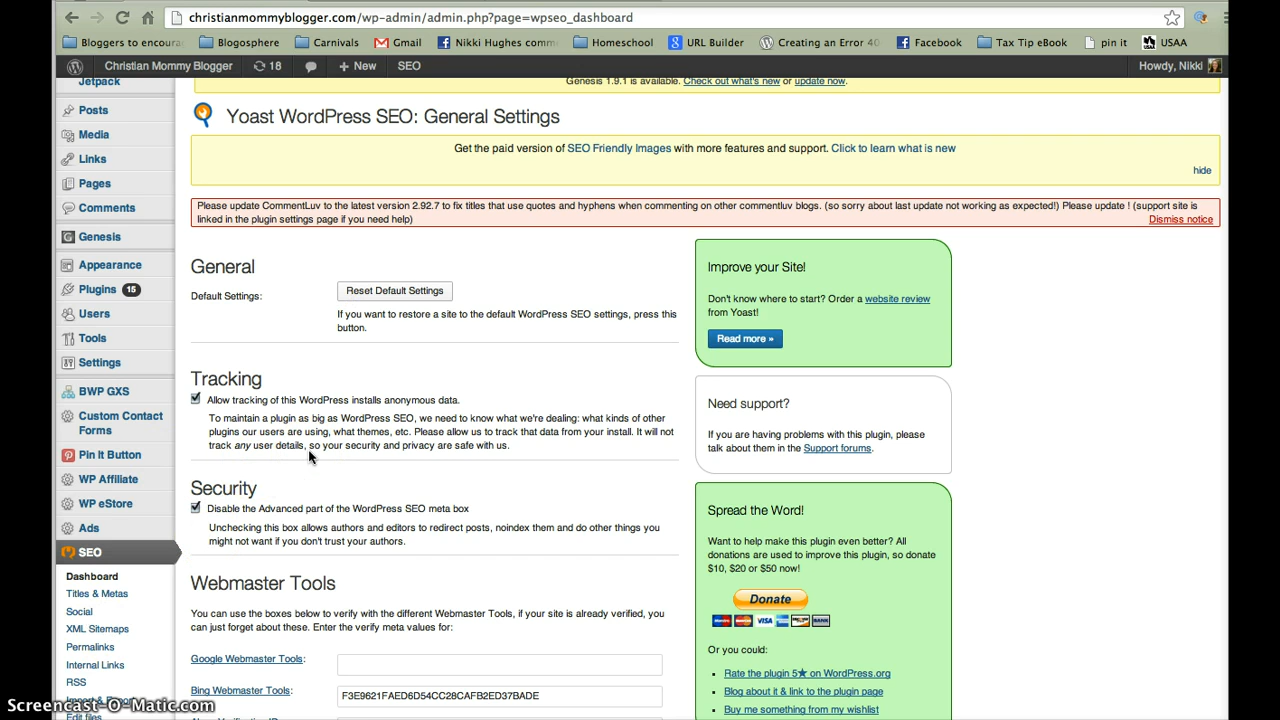 christianmommyblogger.com/wp-admin/admin.php?page=wpseo_dashboard
Bloggers to encoura
Blogosphere
Carnivals
Gmail
Nikki Hughes comm
Homeschool
URL Builder
Creating an Error 40
Facebook
Tax Tip eBook
pin it
USAA
Christian Mommy Blogger
18
+ New
SEO
Howdy, Nikki
Jetpack
Posts
Media
Links
Pages
Comments
Genesis
Appearance
Plugins 15
Users
Tools
Settings
BWP GXS
Custom Contact
Forms
Pin It Button
WP Affiliate
WP eStore
Ads
SEO
Dashboard
Titles & Metas
Social
XML Sitemaps
Permalinks
Internal Links
RSS
Edit files
Genesis 1.9.1 is available. Check out what's new or update now.
Yoast WordPress SEO: General Settings
Get the paid version of SEO Friendly Images with more features and support. Click to learn what is new
hide
Please update CommentLuv to the latest version 2.92.7 to fix titles that use quotes and hyphens when commenting on other commentluv blogs. (so sorry about last update not working as expected!) Please update ! (support site is
linked in the plugin settings page if you need help)
Dismiss notice
General
Default Settings:
Reset Default Settings
If you want to restore a site to the default WordPress SEO settings, press this
button.
Tracking
Allow tracking of this WordPress installs anonymous data.
To maintain a plugin as big as WordPress SEO, we need to know what we're dealing: what kinds of other
plugins our users are using, what themes, etc. Please allow us to track that data from your install. It will not
track any user details, so your security and privacy are safe with us.
Security
Disable the Advanced part of the WordPress SEO meta box
Unchecking this box allows authors and editors to redirect posts, noindex them and do other things you
might not want if you don't trust your authors.
Webmaster Tools
You can use the boxes below to verify with the different Webmaster Tools, if your site is already verified, you
can just forget about these. Enter the verify meta values for:
Google Webmaster Tools:
Bing Webmaster Tools:
F3E9621FAED6D54CC28CAFB2ED37BADE
Improve your Site!
Don't know where to start? Order a website review
from Yoast!
Read more »
Need support?
If you are having problems with this plugin, please
talk about them in the Support forums.
Spread the Word!
Want to help make this plugin even better? All
donations are used to improve this plugin, so donate
$10, $20 or $50 now!
Donate
VISA
BANK
Or you could:
Rate the plugin 5★ on WordPress.org
Blog about it & link to the plugin page
Buy me something from my wishlist
Screencast-O-Matic.com